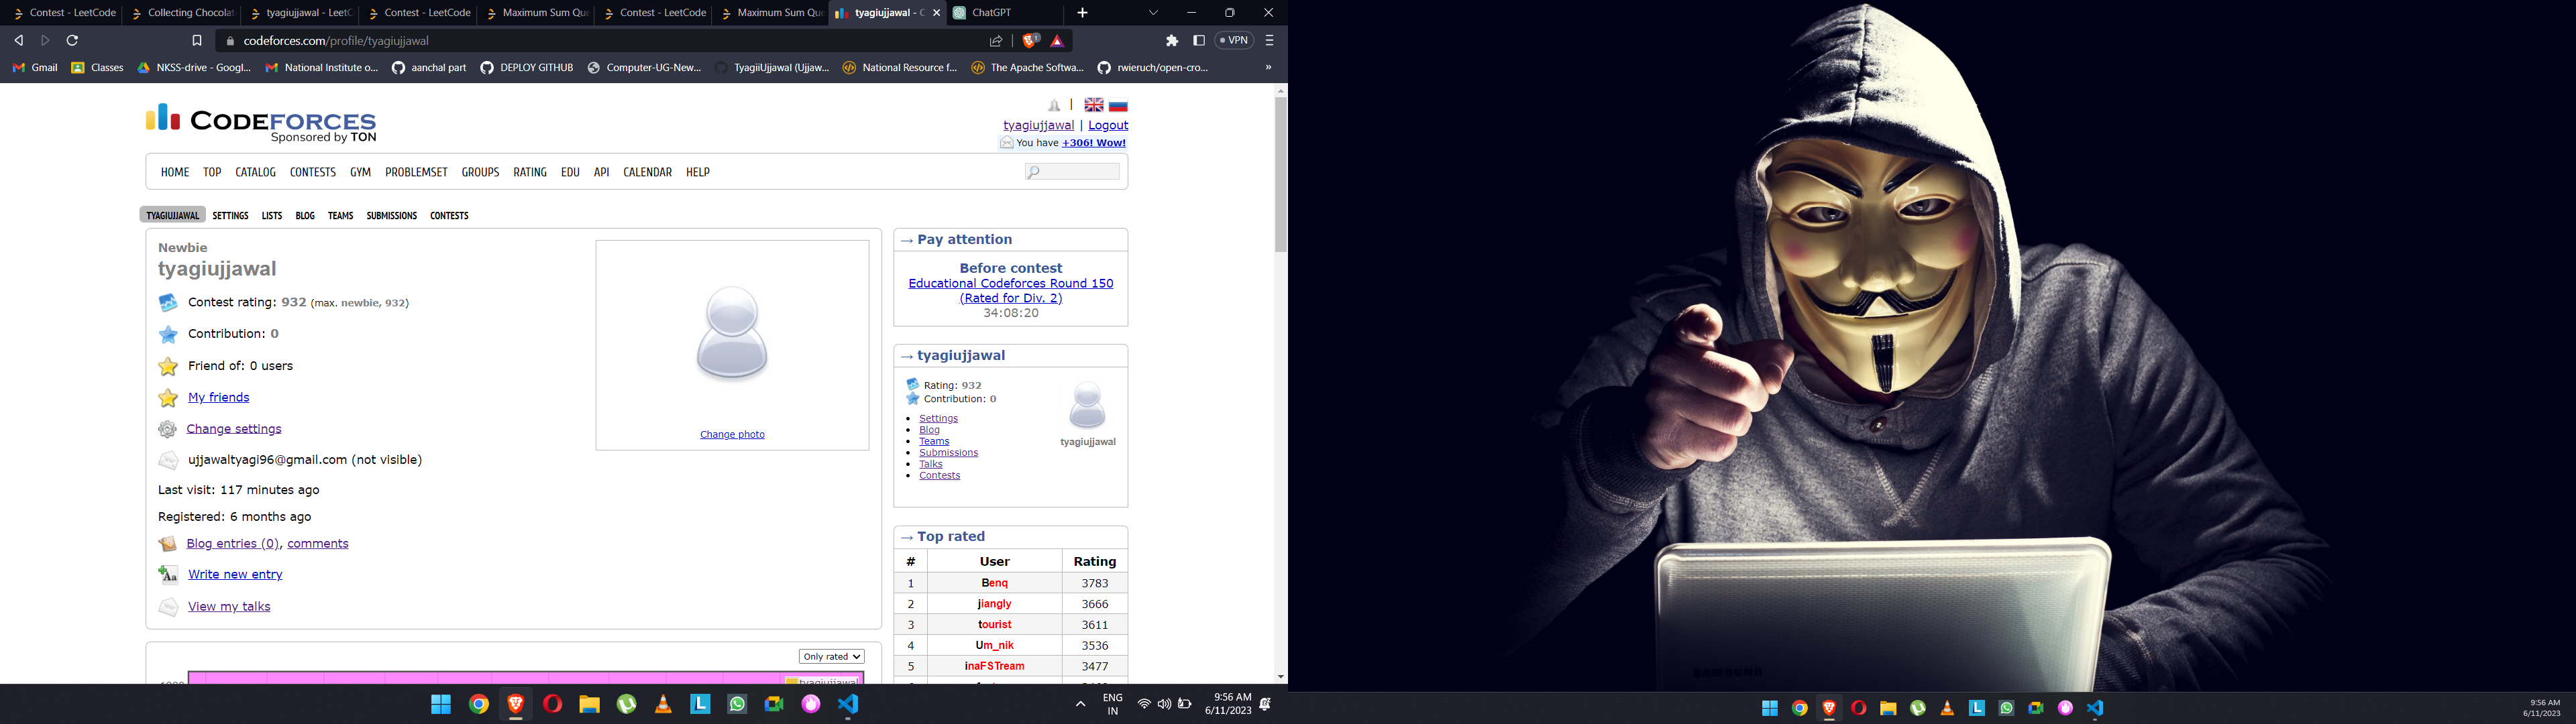 Contest - LeetCode
Collecting Chocolat
tyagiujjawal - LeetC
Contest - LeetCode
Maximum Sum Que
Contest - LeetCode
Maximum Sum Que
tyagiujjawal - C
ChatGPT
codeforces.com/profile/tyagiujjawal
1
VPN
Gmail
Classes
NKSS-drive - Googl...
National Institute o...
aanchal part
DEPLOY GITHUB
Computer-UG-New...
TyagiiUjjawal (Ujjaw...
National Resource f...
The Apache Softwa...
rwieruch/open-cro...
»
CODEFORCES
Sponsored by TON
|
tyagiujjawal | Logout
You have +306! Wow!
HOME TOP CATALOG CONTESTS GYM PROBLEMSET GROUPS RATING EDU API CALENDAR HELP
TYAGIUJJAWAL SETTINGS LISTS BLOG TEAMS SUBMISSIONS CONTESTS
Newbie
tyagiujjawal
Contest rating: 932 (max. newbie, 932)
Contribution: 0
Friend of: 0 users
My friends
Change settings
ujjawaltyagi96@gmail.com (not visible)
Last visit: 117 minutes ago
Registered: 6 months ago
Blog entries (0), comments
Write new entry
View my talks
Change photo
→ Pay attention
Before contest
Educational Codeforces Round 150
(Rated for Div. 2)
34:08:20
→ tyagiujjawal
Rating: 932
Contribution: 0
Settings
Blog
Teams
Submissions
Talks
Contests
tyagiujjawal
→ Top rated
# User Rating
1 Benq 3783
2 jiangly 3666
3 tourist 3611
4 Um_nik 3536
5 inaFSTream 3477
Only rated
tyagiujjawal
ENG
IN
9:56 AM
6/11/2023
SAMSUNG
9:56 AM
6/11/2023